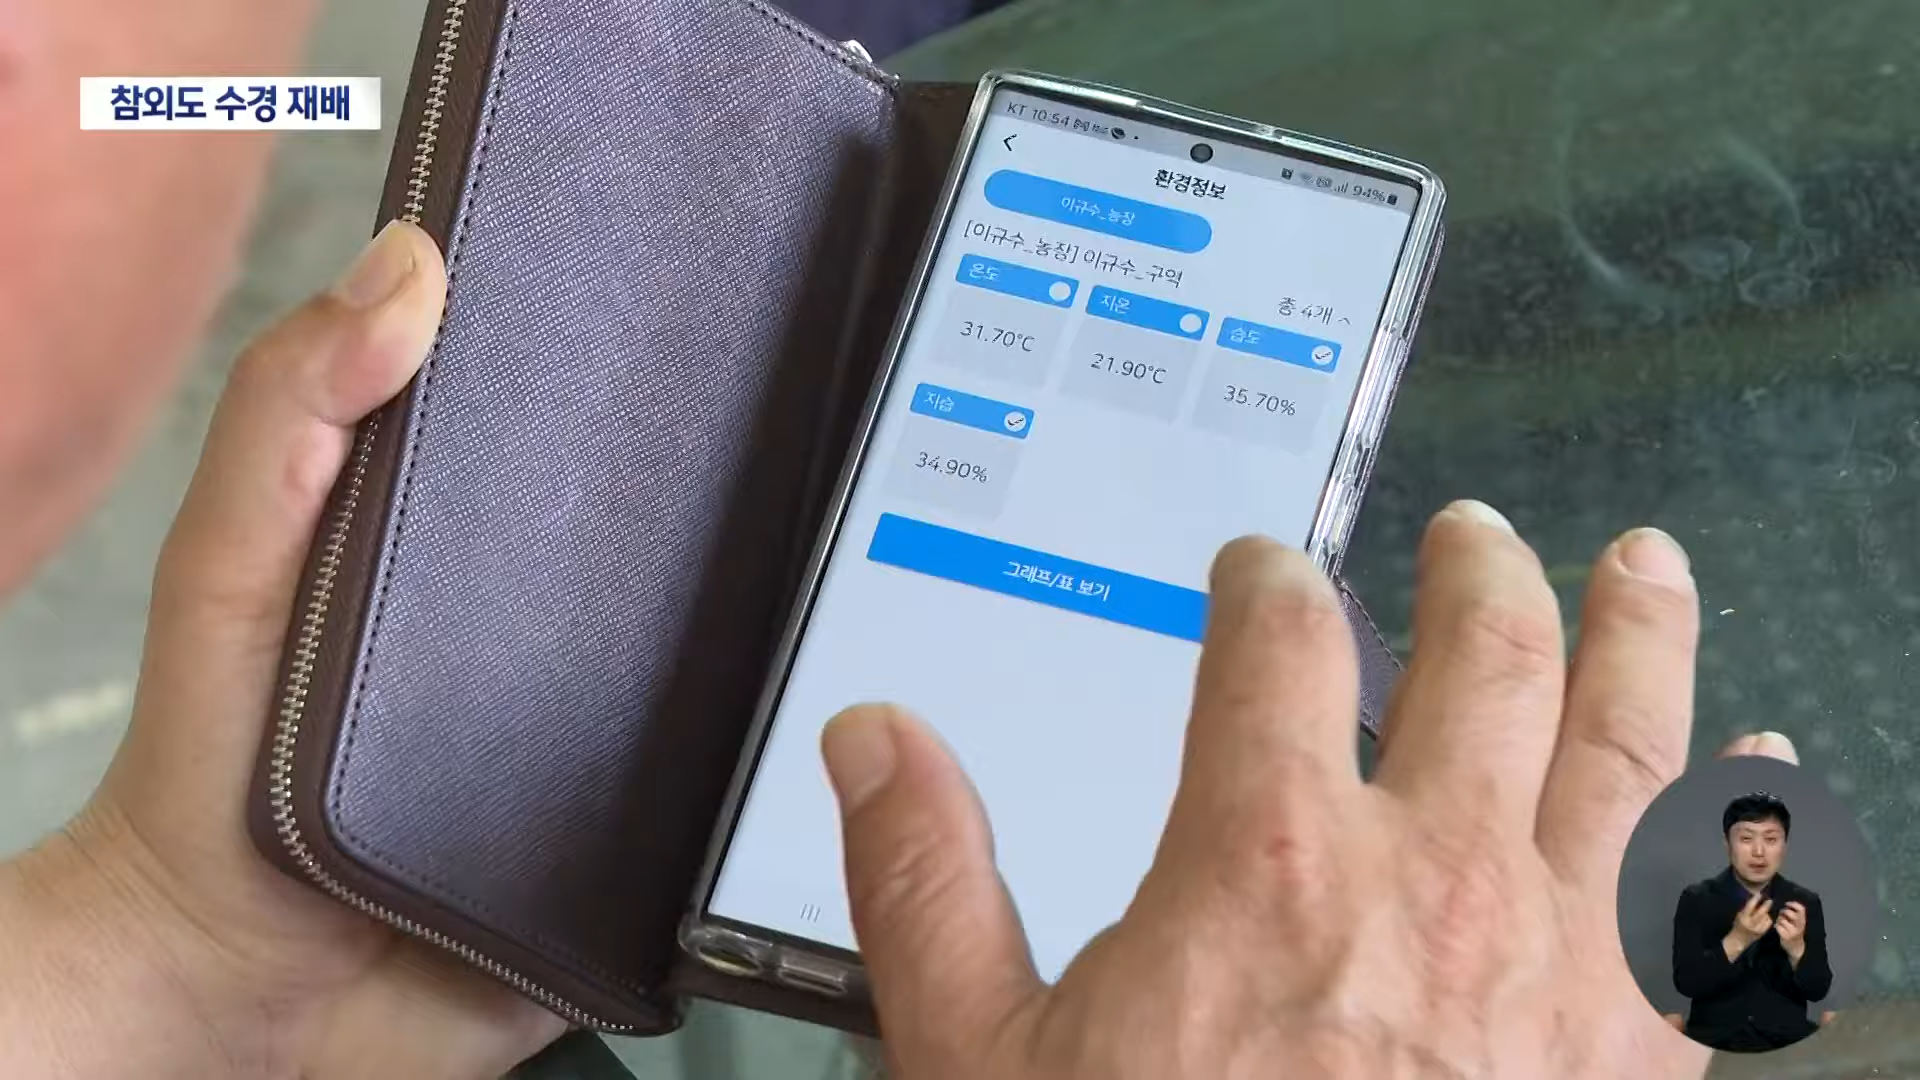 참외도 수경 재배
KT 10:54
94%
환경정보
이규수_농장
[이규수_농장] 이규수_구역
총 4개
온도
지온
습도
31.70°C
21.90°C
35.70%
지습
34.90%
그래프/표 보기